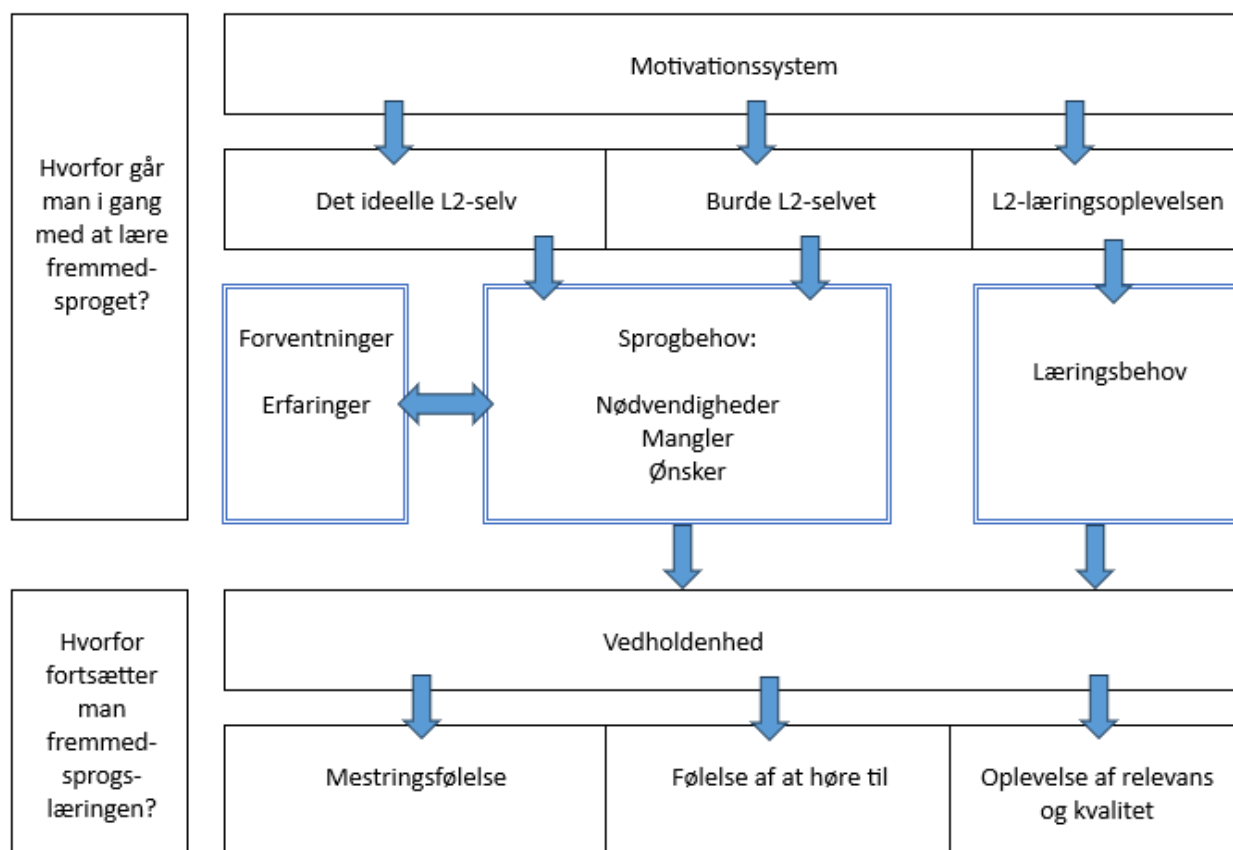 Motivationssystem
Hvorfor går
man i gang
med at lære
fremmed-
sproget?
Det ideelle L2-selv
Burde L2-selvet
L2-læringsoplevelsen
Forventninger
Erfaringer
Sprogbehov:
Nødvendigheder
Mangler
Ønsker
Læringsbehov
Hvorfor
fortsætter
man
fremmed-
sprogs-
læringen?
Vedholdenhed
Mestringsfølelse
Følelse af at høre til
Oplevelse af relevans
og kvalitet